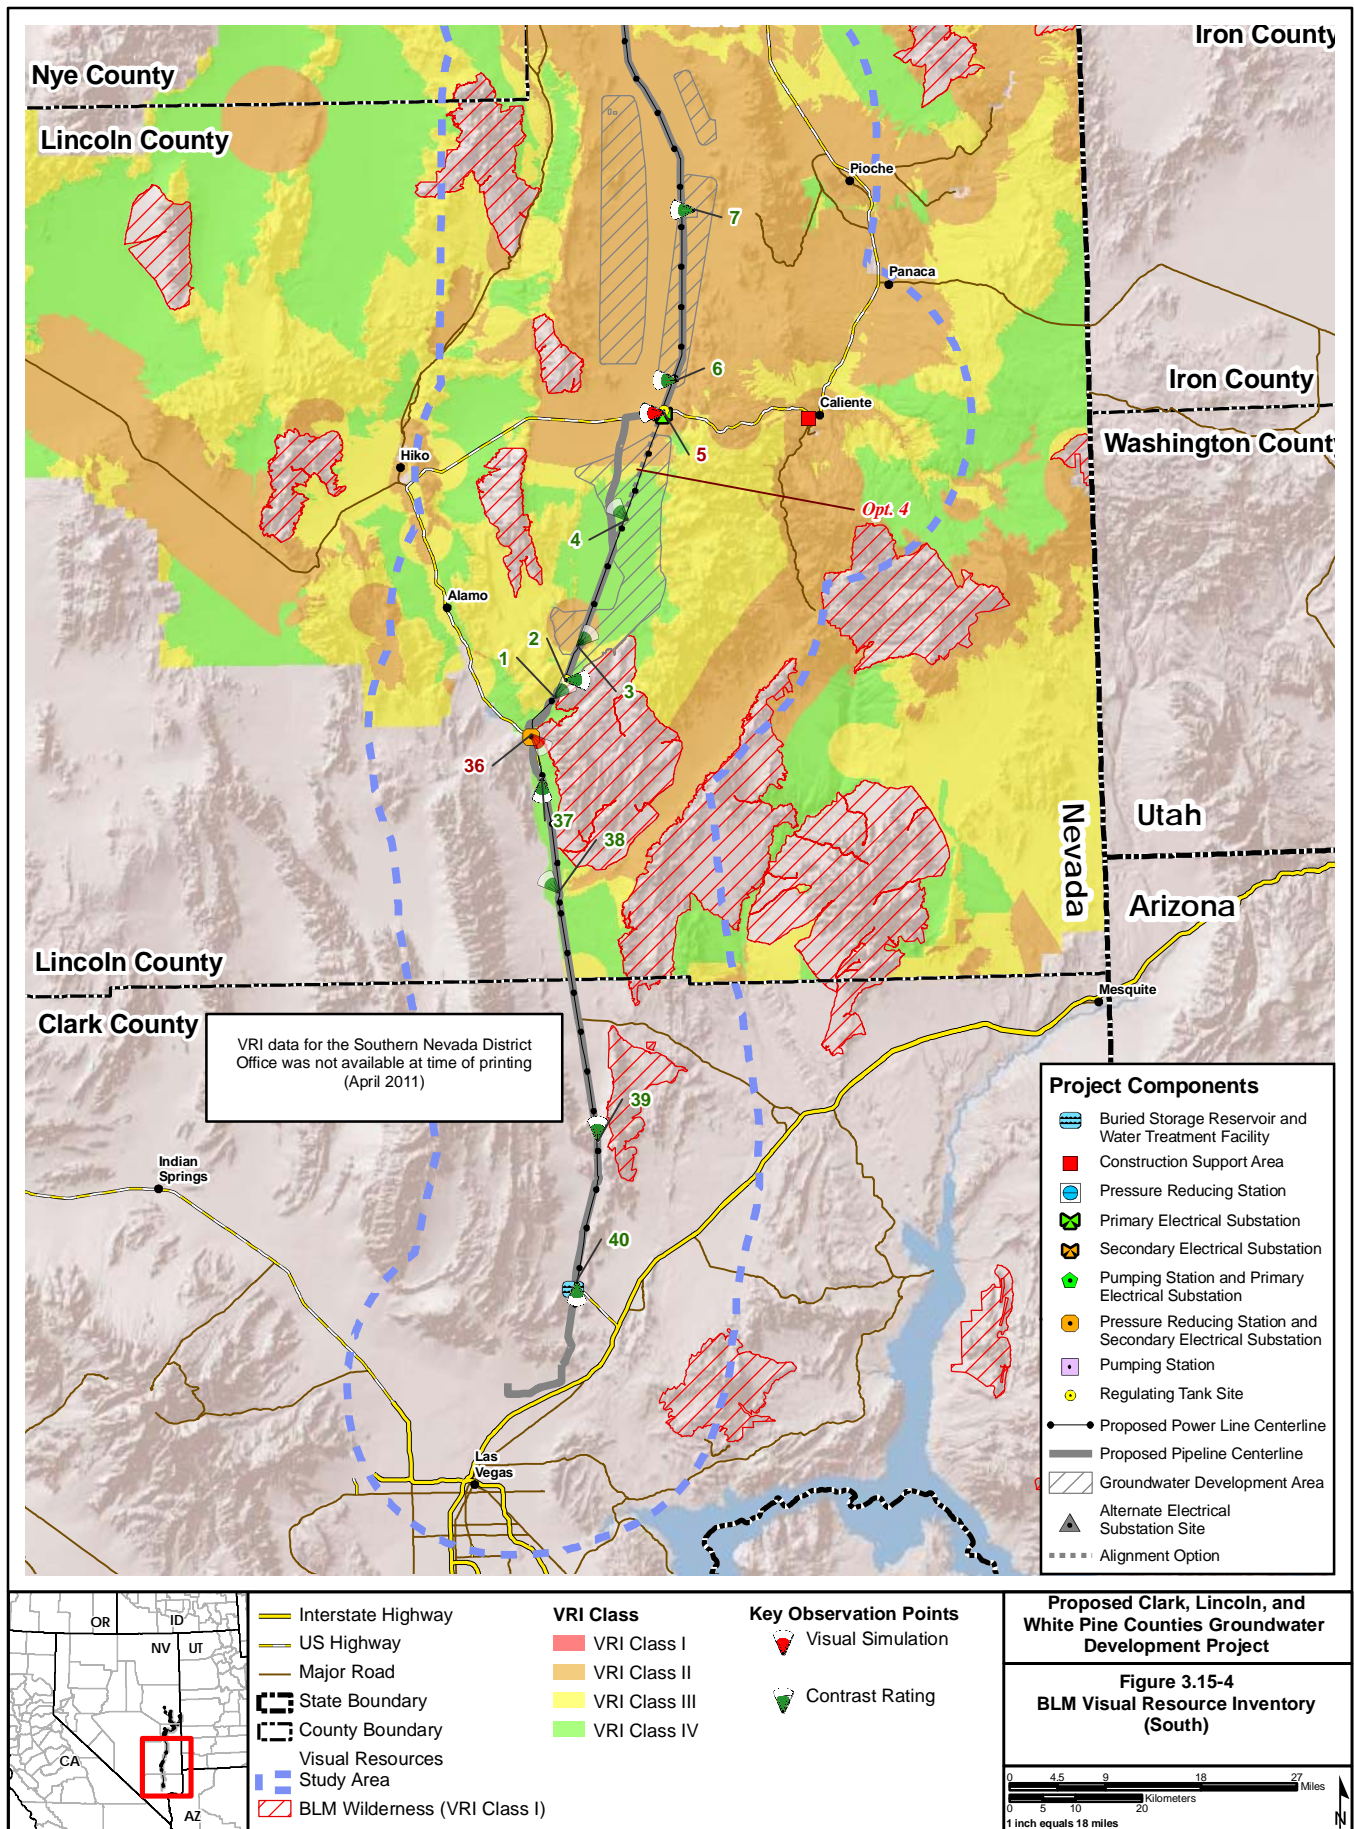 Iron County
Nye County
Lincoln County
Pioche
7
Panaca
6
Iron County
Caliente
Washington County
Hiko
5
Opt. 4
4
Alamo
2
1
3
36
37
38
Nevada
Utah
Arizona
Lincoln County
Clark County
Mesquite
VRI data for the Southern Nevada District
Office was not available at time of printing
(April 2011)
39
Indian
Springs
40
Las
Vegas
Project Components
Buried Storage Reservoir and
Water Treatment Facility
Construction Support Area
Pressure Reducing Station
Primary Electrical Substation
Secondary Electrical Substation
Pumping Station and Primary
Electrical Substation
Pressure Reducing Station and
Secondary Electrical Substation
Pumping Station
Regulating Tank Site
Proposed Power Line Centerline
Proposed Pipeline Centerline
Groundwater Development Area
Alternate Electrical
Substation Site
Alignment Option
OR
ID
NV
UT
CA
AZ
Interstate Highway
US Highway
Major Road
State Boundary
County Boundary
Visual Resources
Study Area
BLM Wilderness (VRI Class I)
VRI Class
VRI Class I
VRI Class II
VRI Class III
VRI Class IV
Key Observation Points
Visual Simulation
Contrast Rating
Proposed Clark, Lincoln, and
White Pine Counties Groundwater
Development Project
Figure 3.15-4
BLM Visual Resource Inventory
(South)
0 4.5 9 18 27
Miles
Kilometers
0 5 10 20
1 inch equals 18 miles
N